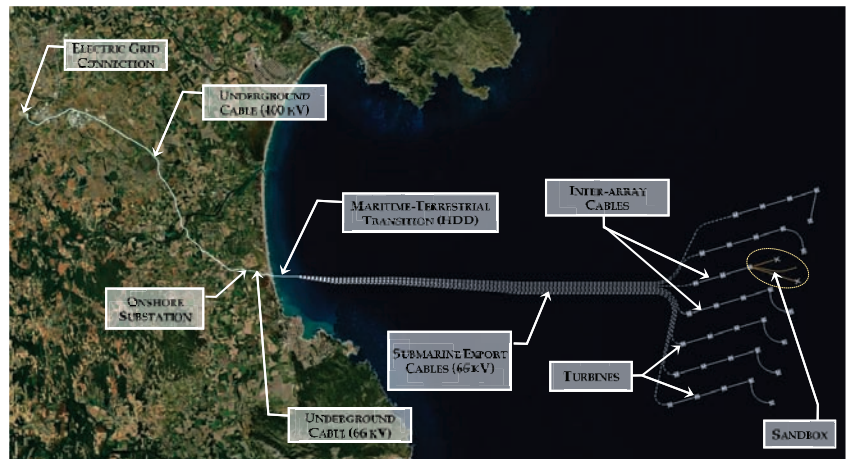 ELECTRIC GRID
CONNECTION
UNDERGROUND
CABLE (400 KV)
MARITIME-TERRESTRIAL
TRANSITION (HDD)
INTER-ARRAY
CABLES
ONSHORE
SUBSTATION
SUBMARINE EXPORT
CABLES (66 KV)
TURBINES
UNDERGROUND
CABLE (66 KV)
SANDBOX